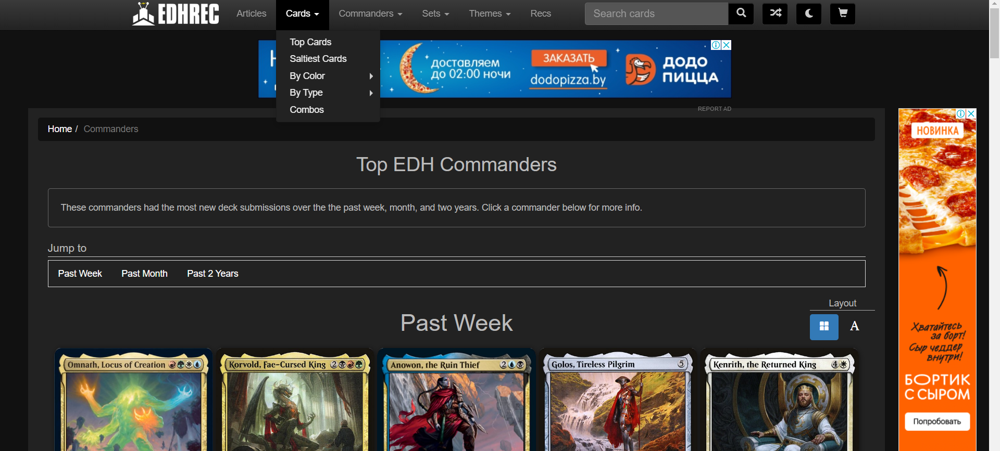 EDHREC Articles Cards Commanders Sets Themes Recs Search cards
Top Cards
Saltiest Cards
By Color
By Type
Combos
доставляем
до 02:00 ночи
ЗАКАЗАТЬ
dodopizza.by
ДОДО
ПИЦЦА
REPORT AD
Home / Commanders
Top EDH Commanders
These commanders had the most new deck submissions over the the past week, month, and two years. Click a commander below for more info.
Jump to
Past Week Past Month Past 2 Years
Layout
A
Past Week
Omnath, Locus of Creation
Korvold, Fae-Cursed King 2
Anowon, the Ruin Thief 2
Golos, Tireless Pilgrim 5
Kenrith, the Returned King 4
НОВИНКА
Хватайтесь
за борт!
Сыр чеддер
внутри!
БОРТИК
С СЫРОМ
Попробовать